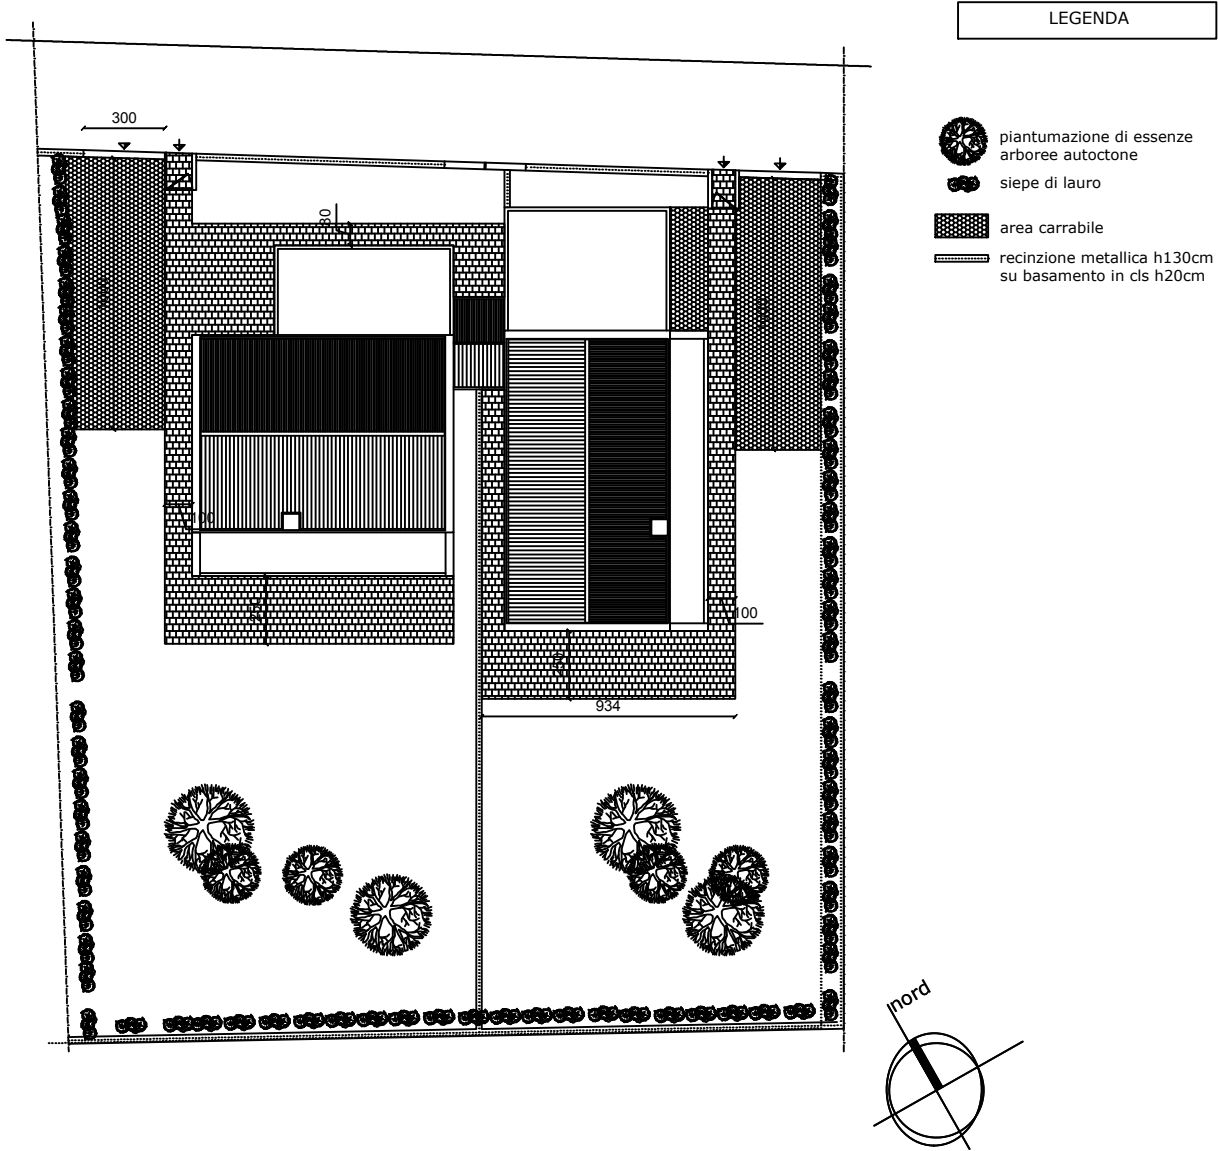 LEGENDA
piantumazione di essenze
arboree autoctone
siepe di lauro
area carrabile
recinzione metallica h130cm
su basamento in cls h20cm
300
80
100
250
100
934
nord